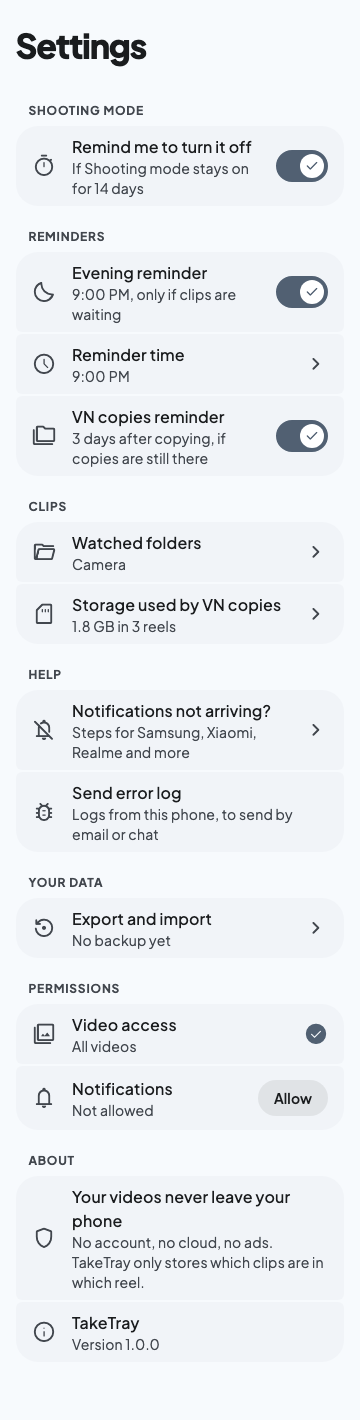 Settings
SHOOTING MODE
Remind me to turn it off
If Shooting mode stays on
for 14 days
REMINDERS
Evening reminder
9:00 PM, only if clips are
waiting
Reminder time
9:00 PM
VN copies reminder
3 days after copying, if
copies are still there
CLIPS
Watched folders
Camera
Storage used by VN copies
1.8 GB in 3 reels
HELP
Notifications not arriving?
Steps for Samsung, Xiaomi,
Realme and more
Send error log
Logs from this phone, to send by
email or chat
YOUR DATA
Export and import
No backup yet
PERMISSIONS
Video access
All videos
Notifications
Not allowed
Allow
ABOUT
Your videos never leave your
phone
No account, no cloud, no ads.
TakeTray only stores which clips are in
which reel.
TakeTray
Version 1.0.0